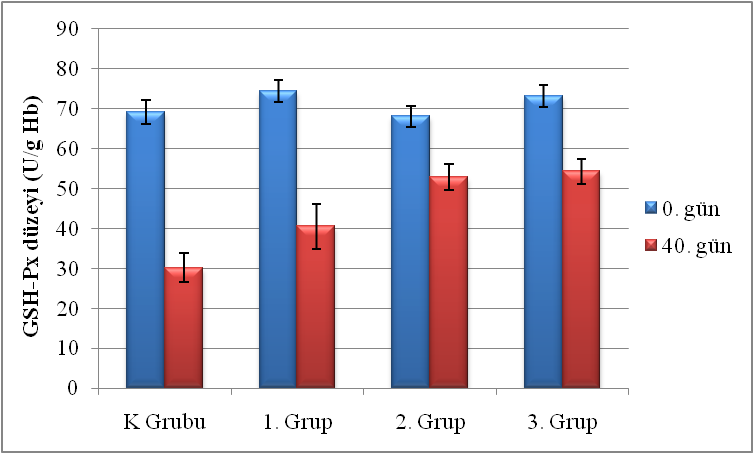 90
80
70
60
50
40
30
20
10
0
GSH-Px düzeyi (U/g Hb)
K Grubu
1. Grup
2. Grup
3. Grup
0. gün
40. gün